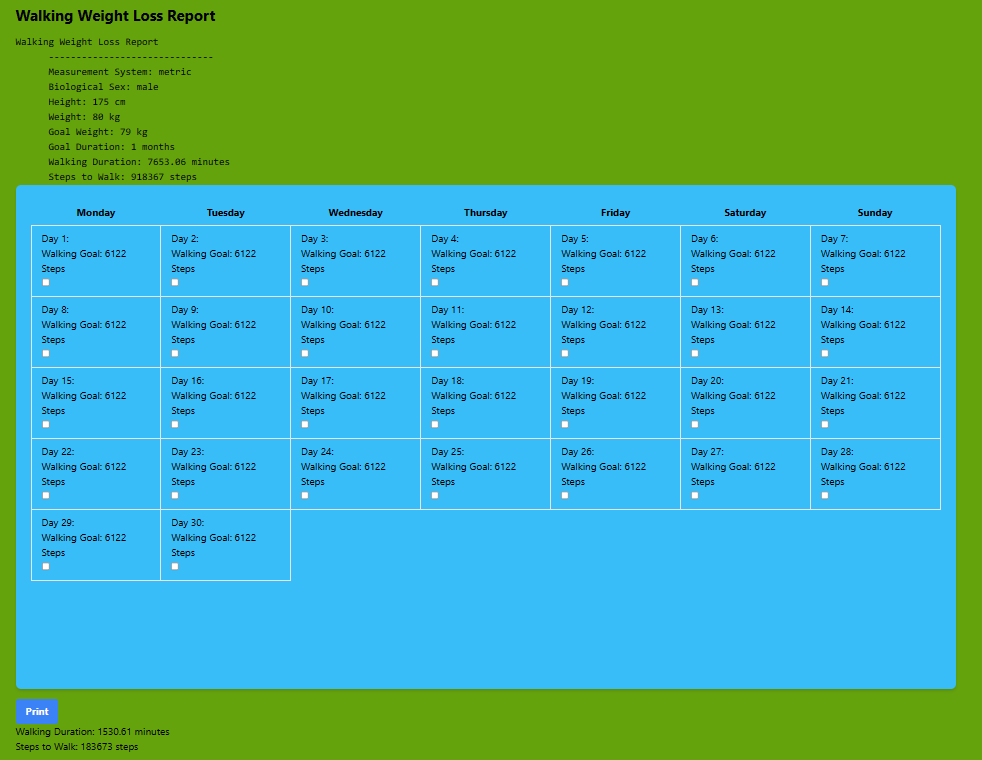 Walking Weight Loss Report
Walking Weight Loss Report
------------------------------
Measurement System: metric
Biological Sex: male
Height: 175 cm
Weight: 80 kg
Goal Weight: 79 kg
Goal Duration: 1 months
Walking Duration: 7653.06 minutes
Steps to Walk: 918367 steps
Monday Tuesday Wednesday Thursday Friday Saturday Sunday
Day 1: Day 2: Day 3: Day 4: Day 5: Day 6: Day 7:
Walking Goal: 6122 Walking Goal: 6122 Walking Goal: 6122 Walking Goal: 6122 Walking Goal: 6122 Walking Goal: 6122 Walking Goal: 6122
Steps Steps Steps Steps Steps Steps Steps
Day 8: Day 9: Day 10: Day 11: Day 12: Day 13: Day 14:
Walking Goal: 6122 Walking Goal: 6122 Walking Goal: 6122 Walking Goal: 6122 Walking Goal: 6122 Walking Goal: 6122 Walking Goal: 6122
Steps Steps Steps Steps Steps Steps Steps
Day 15: Day 16: Day 17: Day 18: Day 19: Day 20: Day 21:
Walking Goal: 6122 Walking Goal: 6122 Walking Goal: 6122 Walking Goal: 6122 Walking Goal: 6122 Walking Goal: 6122 Walking Goal: 6122
Steps Steps Steps Steps Steps Steps Steps
Day 22: Day 23: Day 24: Day 25: Day 26: Day 27: Day 28:
Walking Goal: 6122 Walking Goal: 6122 Walking Goal: 6122 Walking Goal: 6122 Walking Goal: 6122 Walking Goal: 6122 Walking Goal: 6122
Steps Steps Steps Steps Steps Steps Steps
Day 29: Day 30:
Walking Goal: 6122 Walking Goal: 6122
Steps Steps
Print
Walking Duration: 1530.61 minutes
Steps to Walk: 183673 steps